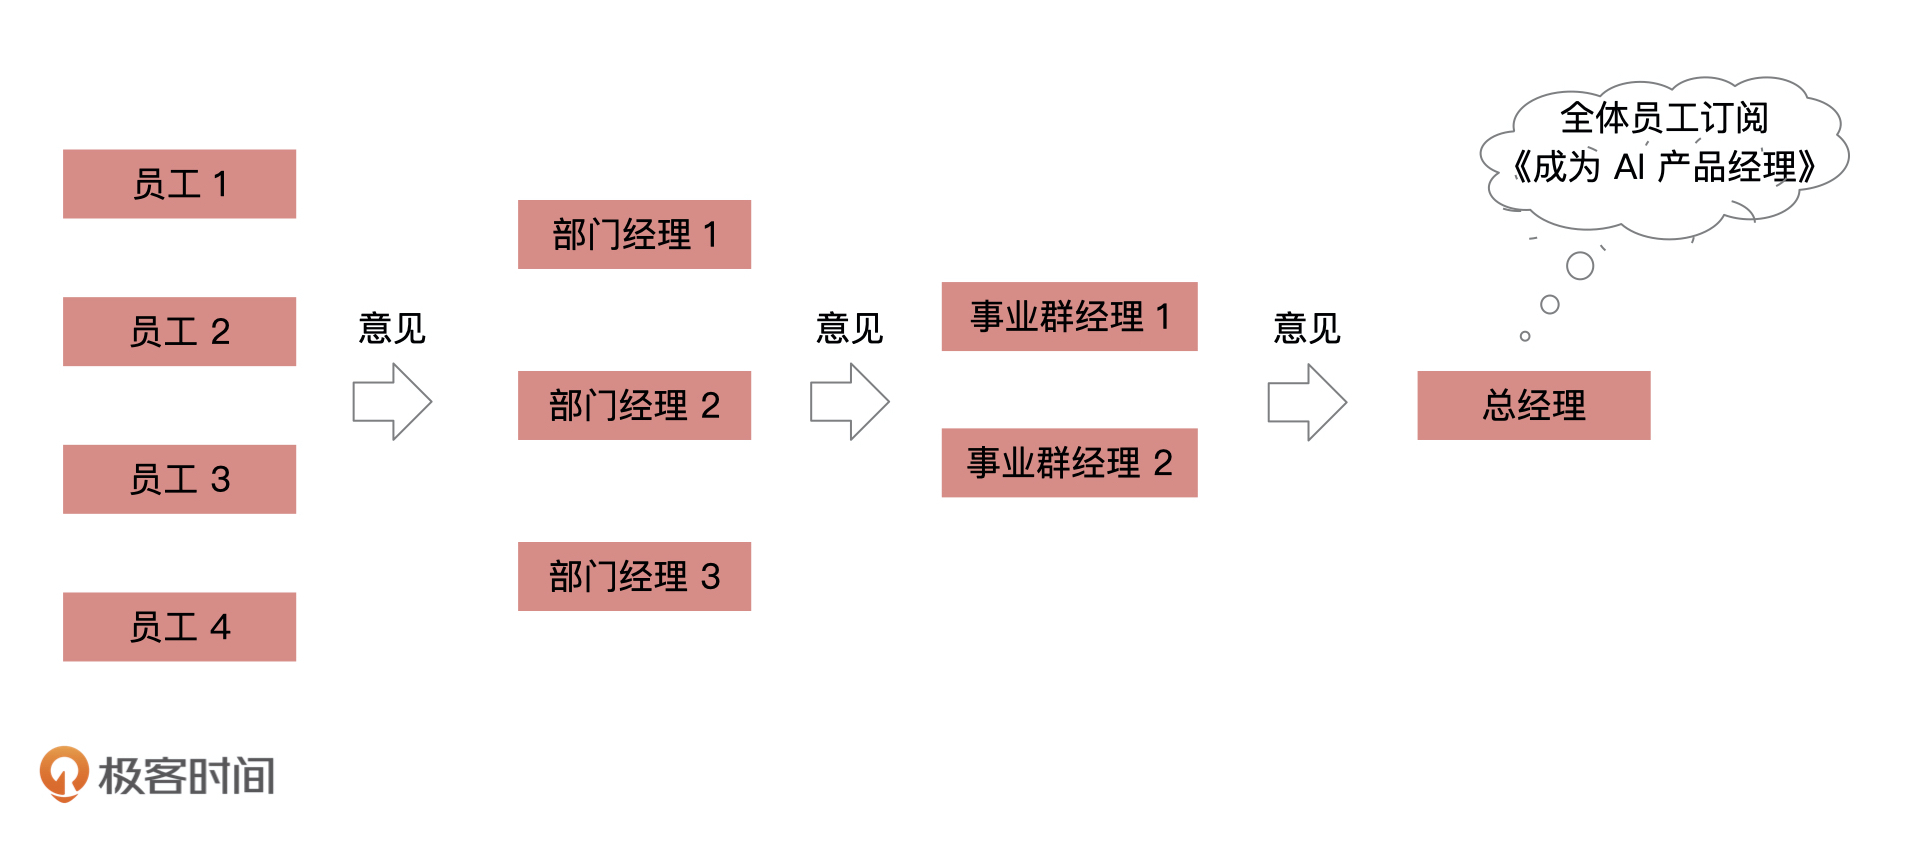 员工 1
员工 2
员工 3
员工 4
意见
部门经理 1
部门经理 2
部门经理 3
意见
事业群经理 1
事业群经理 2
意见
全体员工订阅
《成为 AI 产品经理》
总经理
极客时间